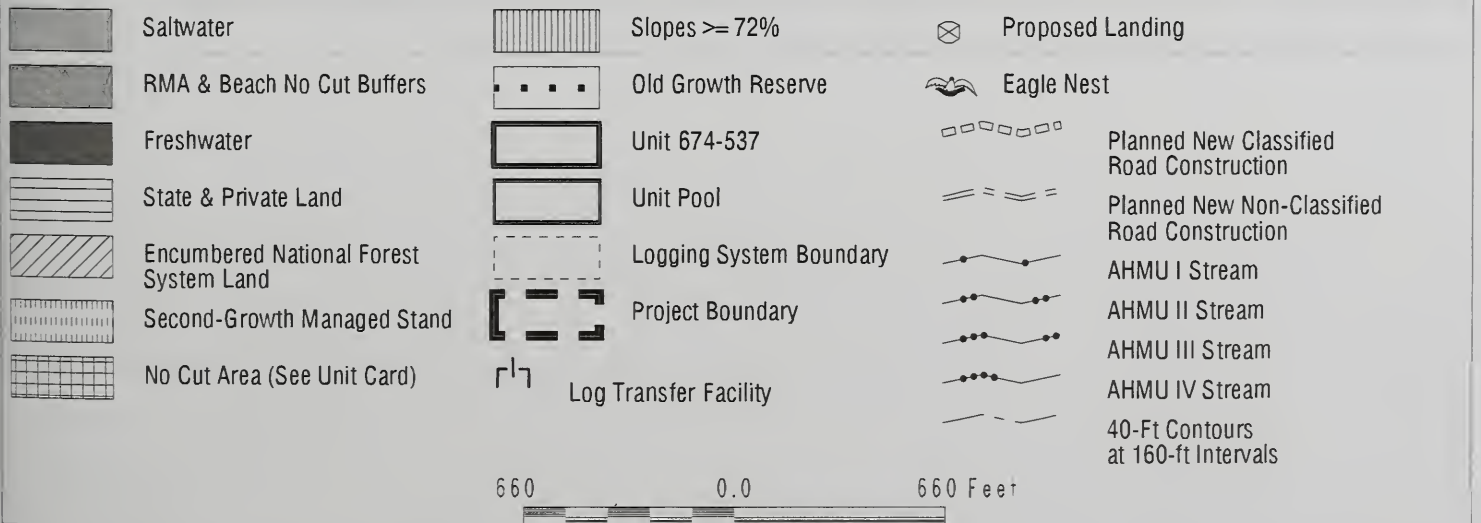 Saltwater
RMA & Beach No Cut Buffers
Freshwater
State & Private Land
Encumbered National Forest
System Land
Second-Growth Managed Stand
No Cut Area (See Unit Card)
Slopes >= 72%
Old Growth Reserve
Unit 674-537
Unit Pool
Logging System Boundary
Project Boundary
Log Transfer Facility
Proposed Landing
Eagle Nest
Planned New Classified
Road Construction
Planned New Non-Classified
Road Construction
AHMU I Stream
AHMU II Stream
AHMU III Stream
AHMU IV Stream
40-Ft Contours
at 160-ft Intervals
660 0.0 660 Feet